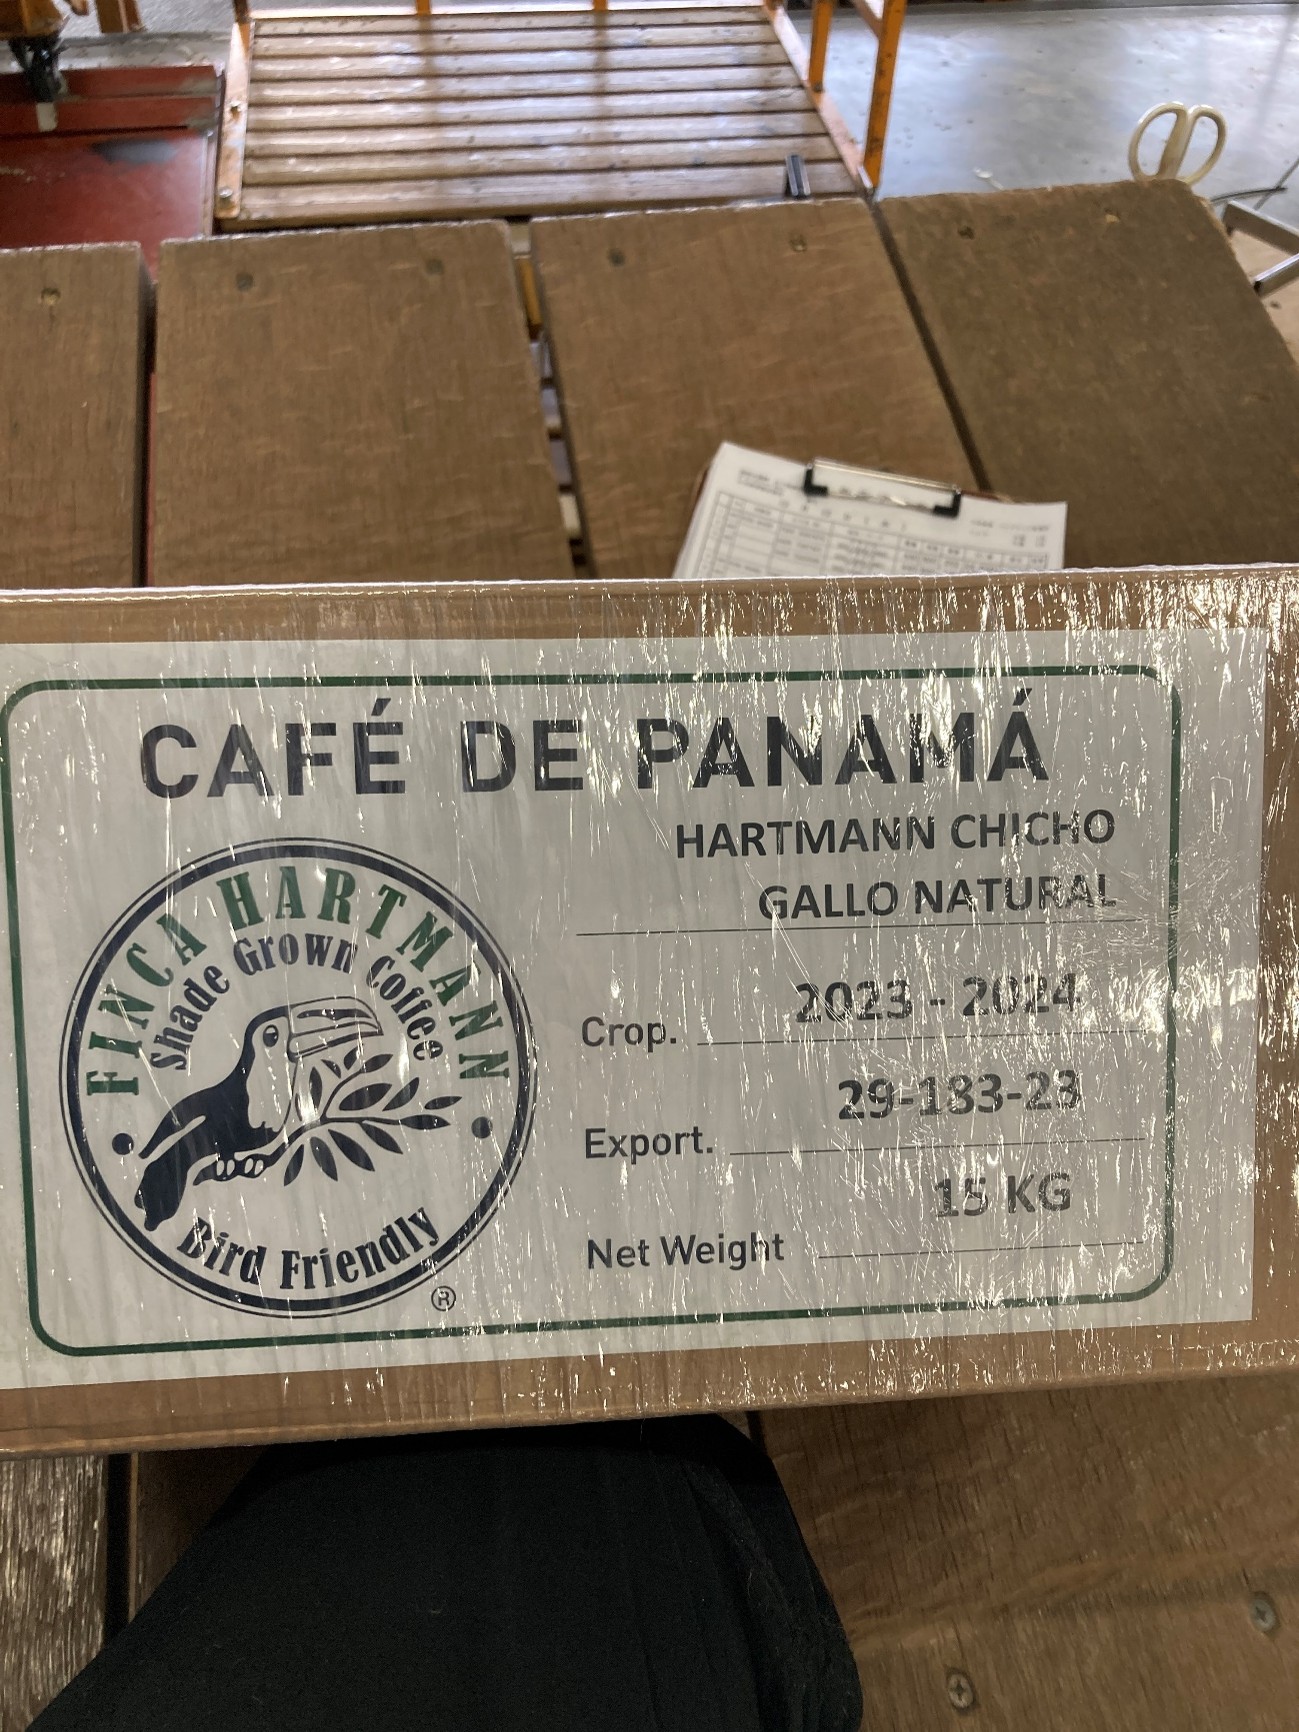 CAFÉ DE PANAMÁ
HARTMANN CHICHO
GALLO NATURAL
FINCA HARTMANN
Shade Grown Coffee
Bird Friendly
®
Crop. 2023 - 2024
Export. 29-183-23
Net Weight 15 KG